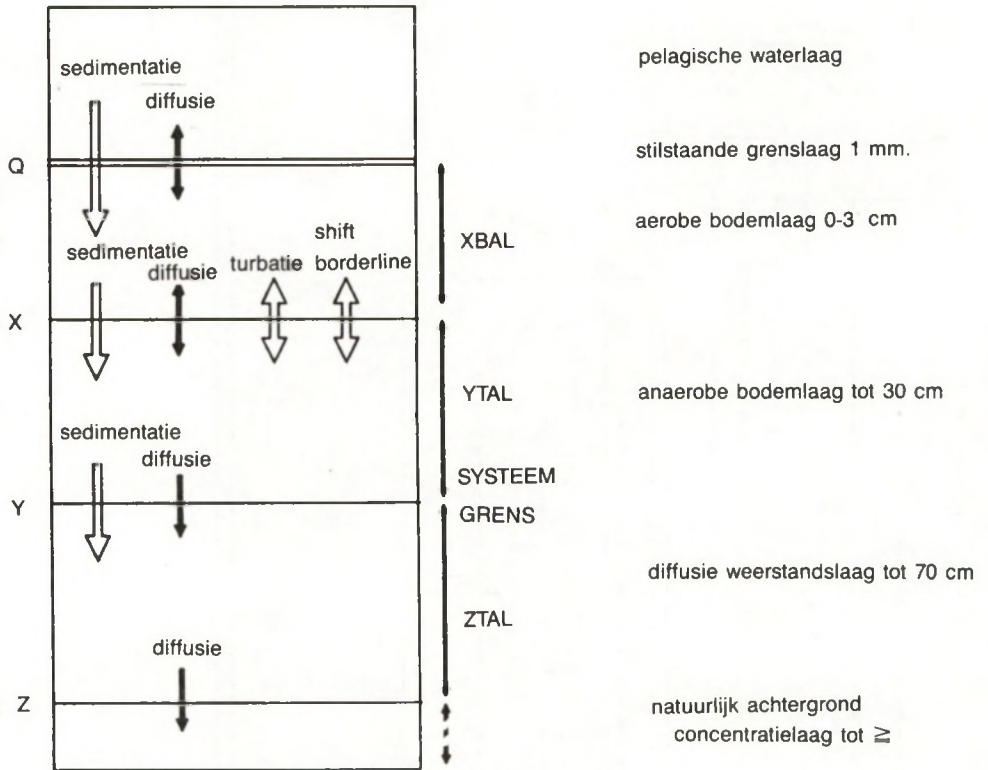 sedimentatie
diffusie
pelagische waterlaag
Q
stilstaande grenslaag 1 mm.
XBAL
aerobe bodemlaag 0-3 cm
sedimentatie
diffusie
turbatie
shift
borderline
X
YTAL
anaerobe bodemlaag tot 30 cm
sedimentatie
diffusie
SYSTEEM
Y
GRENS
diffusie weerstandslaag tot 70 cm
ZTAL
diffusie
Z
natuurlijk achtergrond
concentratielaag tot ≧